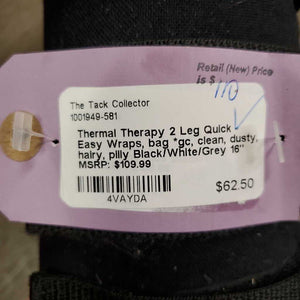 Retail (New) Price
is $ 110
The Tack Collector
1001949-581
Thermal Therapy 2 Leg Quick
Easy Wraps, bag *gc, clean, dusty,
hairy, pilly Black/White/Grey 16"
MSRP: $109.99
$62.50
4VAYDA